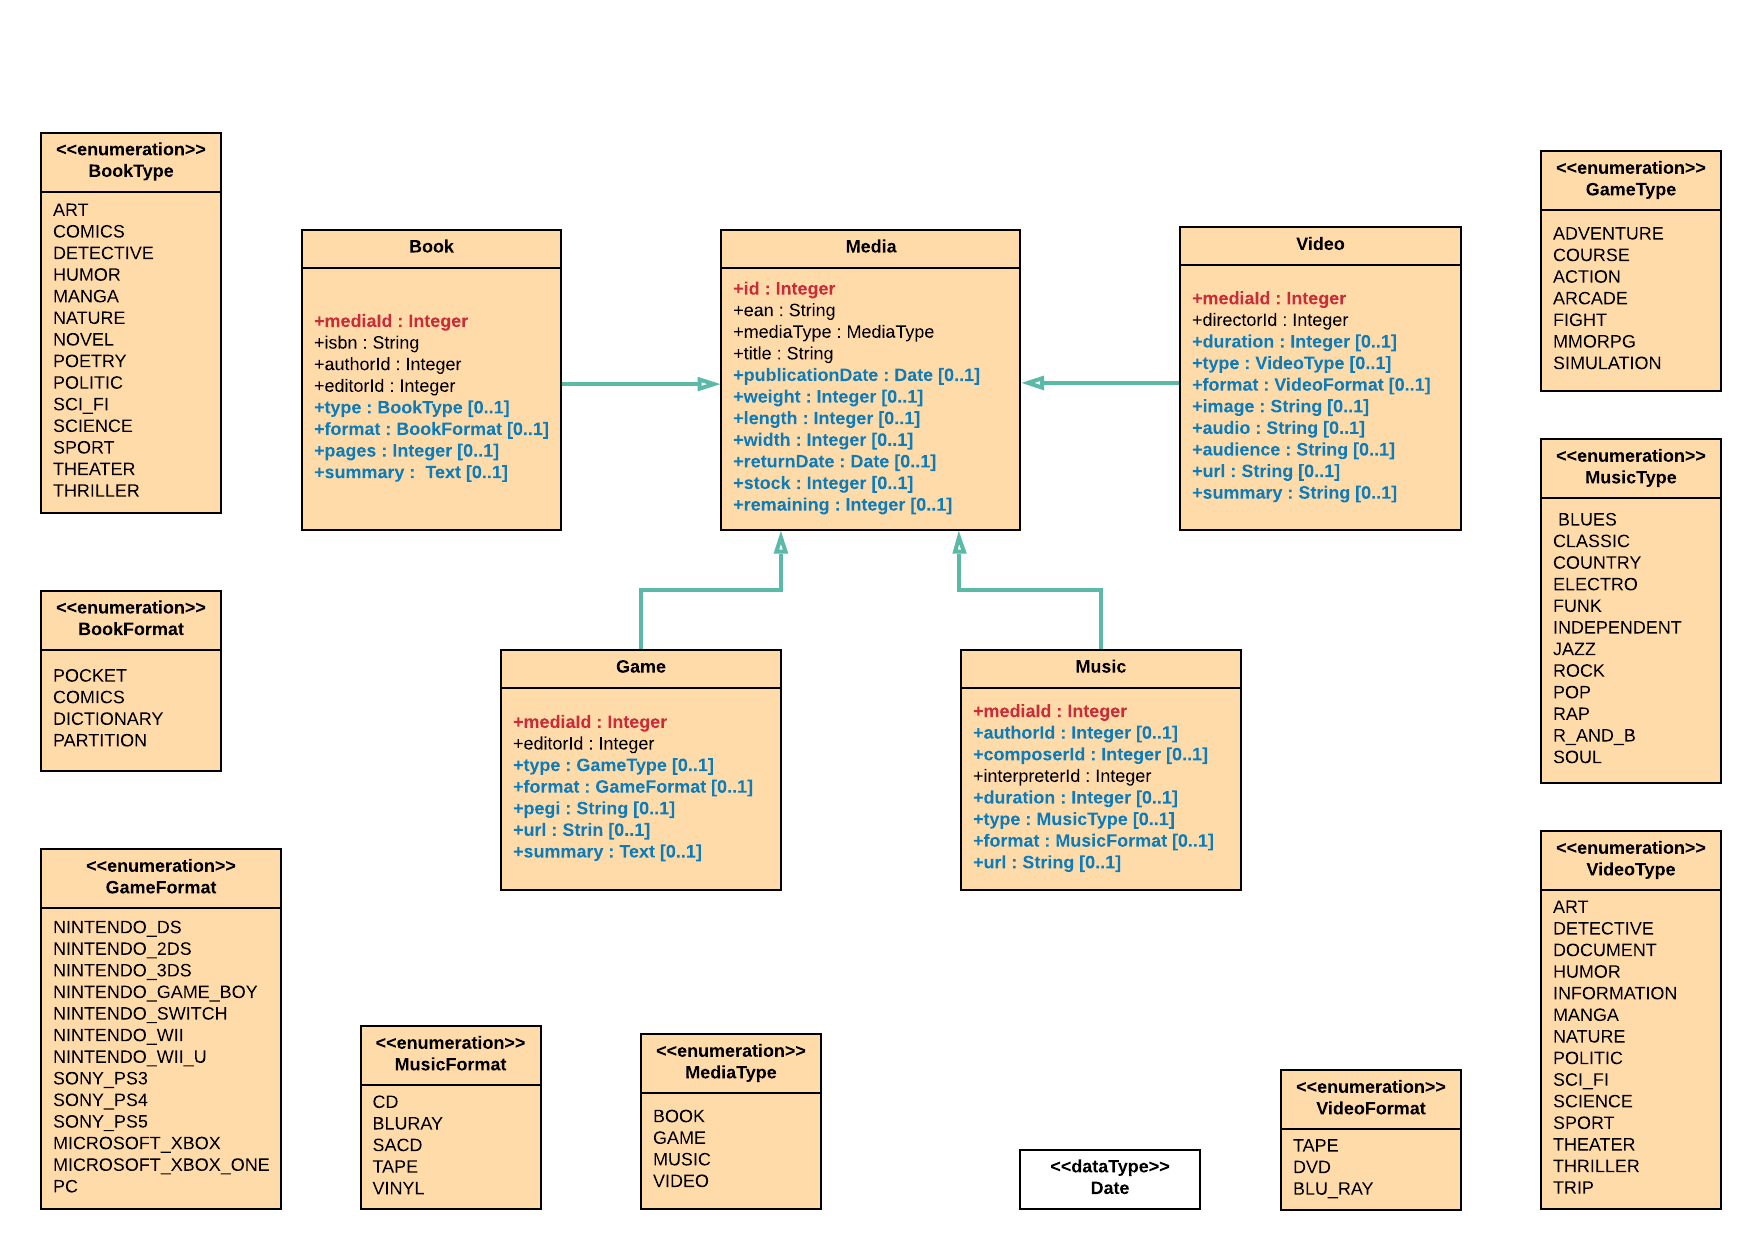 <<enumeration>>
BookType
ART
COMICS
DETECTIVE
HUMOR
MANGA
NATURE
NOVEL
POETRY
POLITIC
SCI_FI
SCIENCE
SPORT
THEATER
THRILLER
Book
+mediaId : Integer
+isbn : String
+authorId : Integer
+editorId : Integer
+type : BookType [0..1]
+format : BookFormat [0..1]
+pages : Integer [0..1]
+summary :  Text [0..1]
Media
+id : Integer
+ean : String
+mediaType : MediaType
+title : String
+publicationDate : Date [0..1]
+weight : Integer [0..1]
+length : Integer [0..1]
+width : Integer [0..1]
+returnDate : Date [0..1]
+stock : Integer [0..1]
+remaining : Integer [0..1]
Video
+mediaId : Integer
+directorId : Integer
+duration : Integer [0..1]
+type : VideoType [0..1]
+format : VideoFormat [0..1]
+image : String [0..1]
+audio : String [0..1]
+audience : String [0..1]
+url : String [0..1]
+summary : String [0..1]
<<enumeration>>
GameType
ADVENTURE
COURSE
ACTION
ARCADE
FIGHT
MMORPG
SIMULATION
<<enumeration>>
MusicType
BLUES
CLASSIC
COUNTRY
ELECTRO
FUNK
INDEPENDENT
JAZZ
ROCK
POP
RAP
R_AND_B
SOUL
<<enumeration>>
BookFormat
POCKET
COMICS
DICTIONARY
PARTITION
Game
+mediaId : Integer
+editorId : Integer
+type : GameType [0..1]
+format : GameFormat [0..1]
+pegi : String [0..1]
+url : Strin [0..1]
+summary : Text [0..1]
Music
+mediaId : Integer
+authorId : Integer [0..1]
+composerId : Integer [0..1]
+interpreterId : Integer
+duration : Integer [0..1]
+type : MusicType [0..1]
+format : MusicFormat [0..1]
+url : String [0..1]
<<enumeration>>
GameFormat
NINTENDO_DS
NINTENDO_2DS
NINTENDO_3DS
NINTENDO_GAME_BOY
NINTENDO_SWITCH
NINTENDO_WII
NINTENDO_WII_U
SONY_PS3
SONY_PS4
SONY_PS5
MICROSOFT_XBOX
MICROSOFT_XBOX_ONE
PC
<<enumeration>>
MusicFormat
CD
BLURAY
SACD
TAPE
VINYL
<<enumeration>>
MediaType
BOOK
GAME
MUSIC
VIDEO
<<dataType>>
Date
<<enumeration>>
VideoFormat
TAPE
DVD
BLU_RAY
<<enumeration>>
VideoType
ART
DETECTIVE
DOCUMENT
HUMOR
INFORMATION
MANGA
NATURE
POLITIC
SCI_FI
SCIENCE
SPORT
THEATER
THRILLER
TRIP